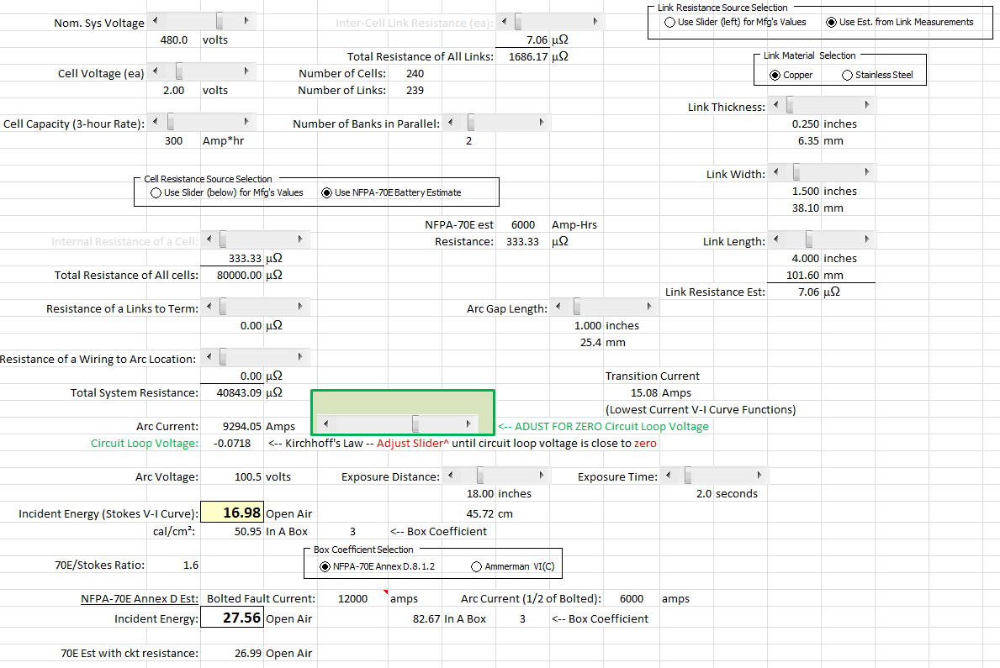 Link Resistance Source Selection
Nom. Sys Voltage
Inter-Cell Link Resistance (ea):
Use Slider (left) for Mfg's Values
Use Est. from Link Measurements
480.0 volts
7.06 µΩ
Total Resistance of All Links: 1686.17 µΩ
Link Material Selection
Cell Voltage (ea)
Number of Cells: 240
Copper
Stainless Steel
2.00 volts
Number of Links: 239
Link Thickness:
Cell Capacity (3-hour Rate):
Number of Banks in Parallel:
0.250 inches
300 Amp*hr
2
6.35 mm
Link Width:
Cell Resistance Source Selection
Use Slider (below) for Mfg's Values
Use NFPA-70E Battery Estimate
1.500 inches
38.10 mm
NFPA-70E est 6000 Amp-Hrs
Internal Resistance of a Cell:
Resistance: 333.33 µΩ
Link Length:
333.33 µΩ
4.000 inches
Total Resistance of All cells: 80000.00 µΩ
101.60 mm
Link Resistance Est: 7.06 µΩ
Resistance of a Links to Term:
Arc Gap Length:
0.00 µΩ
1.000 inches
25.4 mm
Resistance of a Wiring to Arc Location:
0.00 µΩ
Transition Current
Total System Resistance: 40843.09 µΩ
15.08 Amps
(Lowest Current V-I Curve Functions)
Arc Current: 9294.05 Amps
<-- ADUST FOR ZERO Circuit Loop Voltage
Circuit Loop Voltage: -0.0718 <-- Kirchhoff's Law -- Adjust Slider^ until circuit loop voltage is close to zero
Arc Voltage: 100.5 volts
Exposure Distance:
Exposure Time:
18.00 inches
2.0 seconds
Incident Energy (Stokes V-I Curve): 16.98 Open Air
45.72 cm
cal/cm²: 50.95 In A Box 3 <-- Box Coefficient
Box Coefficient Selection
70E/Stokes Ratio: 1.6
NFPA-70E Annex D.8.1.2
Ammerman VI(C)
NFPA-70E Annex D Est: Bolted Fault Current: 12000 amps Arc Current (1/2 of Bolted): 6000 amps
Incident Energy: 27.56 Open Air 82.67 In A Box 3 <-- Box Coefficient
70E Est with ckt resistance: 26.99 Open Air